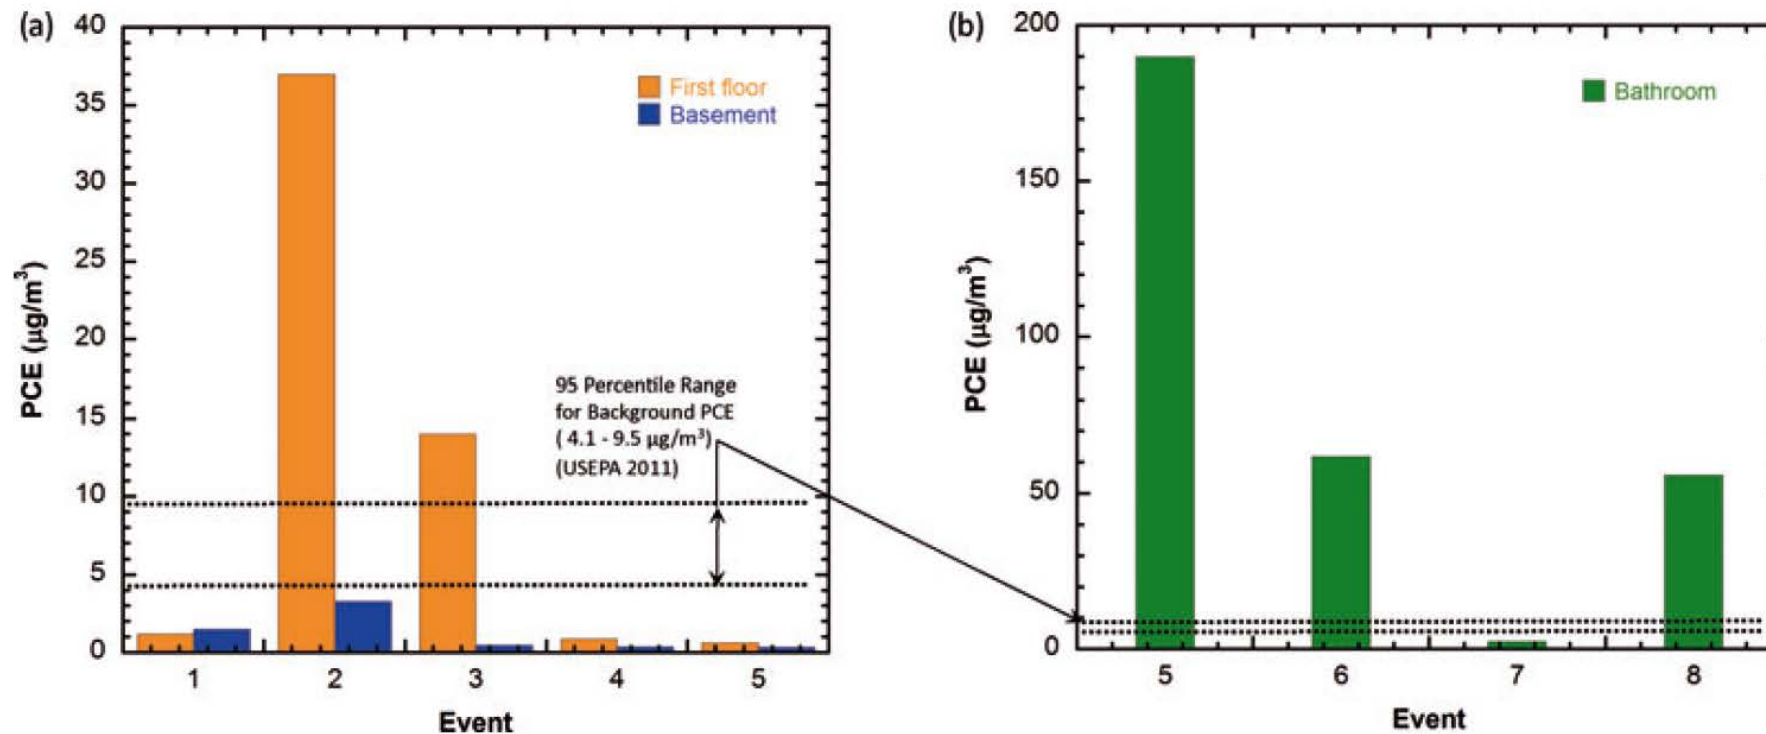 (a)
40
35
30
25
20
15
10
5
0
PCE (µg/m³)
First floor
Basement
95 Percentile Range
for Background PCE
( 4.1 - 9.5 µg/m³)
(USEPA 2011)
1 2 3 4 5
Event
(b)
200
150
100
50
0
PCE (µg/m³)
Bathroom
5 6 7 8
Event